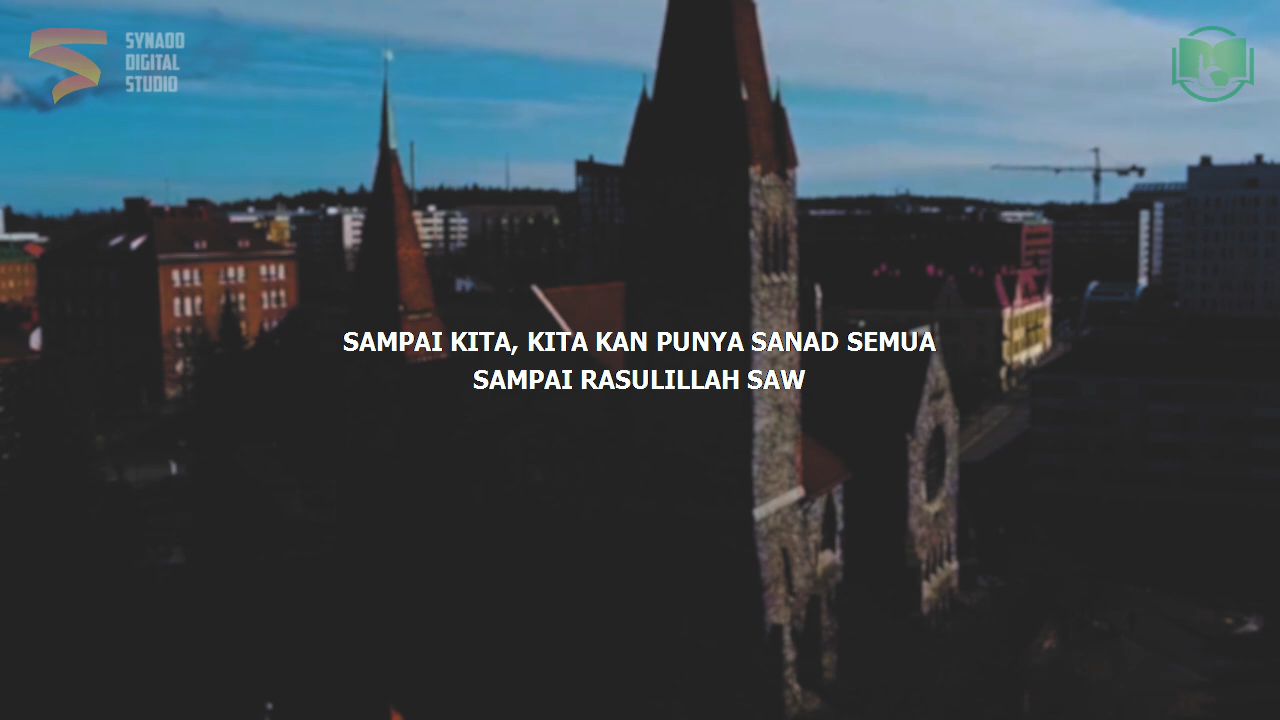 SYNADO
DIGITAL
STUDIO
SAMPAI KITA, KITA KAN PUNYA SANAD SEMUA
SAMPAI RASULILLAH SAW